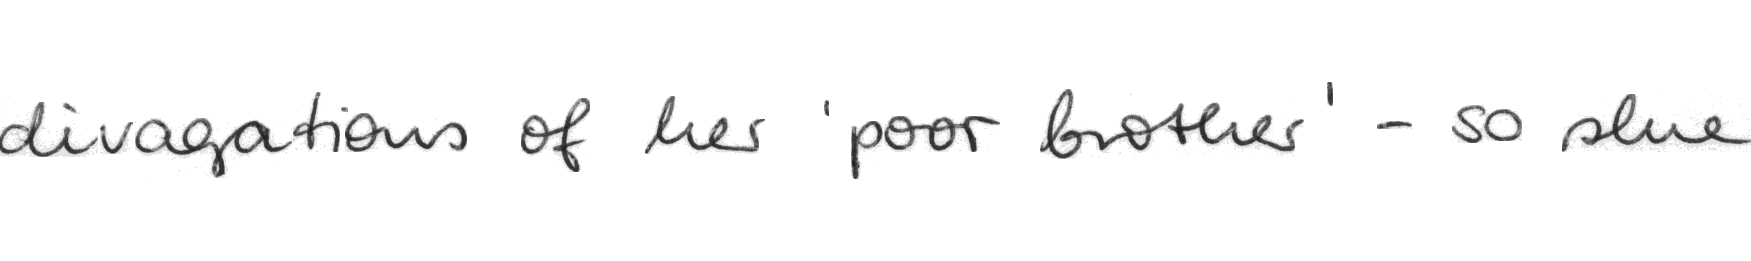 divagations of her 'poor brother' - so she